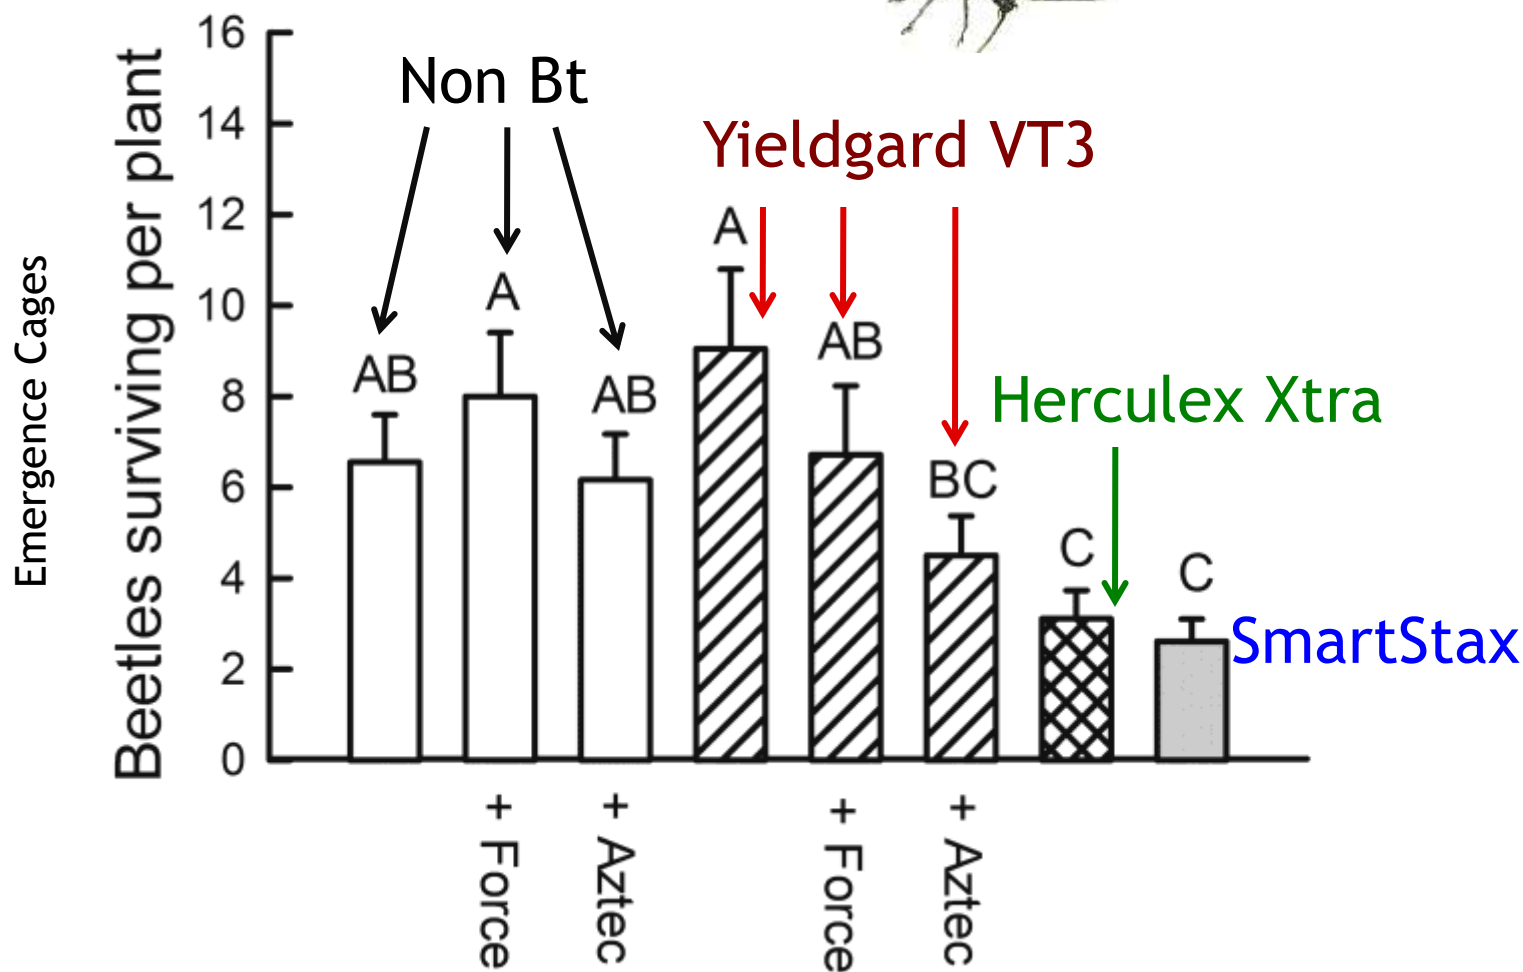 Emergence Cages
Beetles surviving per plant
16
14
12
10
8
6
4
2
0
Non Bt
Yieldgard VT3
Herculex Xtra
SmartStax
AB
A
AB
A
AB
BC
C
C
+ Force
+ Aztec
+ Force
+ Aztec